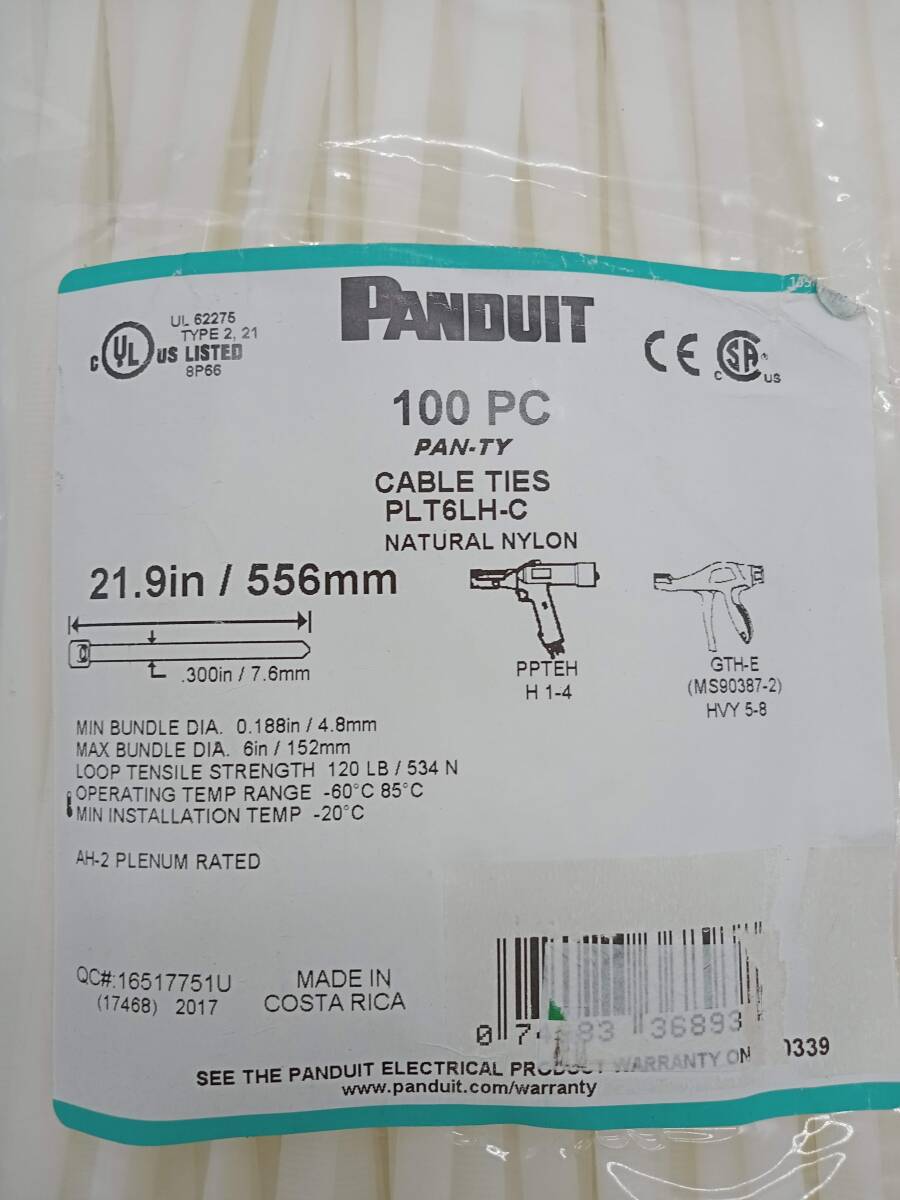 PANDUIT
UL 62275
TYPE 2, 21
C UL US LISTED
8P66
CE
C SA US
100 PC
PAN-TY
CABLE TIES
PLT6LH-C
NATURAL NYLON
21.9in / 556mm
.300in / 7.6mm
PPTEH
H 1-4
GTH-E
(MS90387-2)
HVY 5-8
MIN BUNDLE DIA. 0.188in / 4.8mm
MAX BUNDLE DIA. 6in / 152mm
LOOP TENSILE STRENGTH 120 LB / 534 N
OPERATING TEMP RANGE -60°C 85°C
MIN INSTALLATION TEMP -20°C
AH-2 PLENUM RATED
QC#:16517751U
(17468) 2017
MADE IN
COSTA RICA
36893
SEE THE PANDUIT ELECTRICAL WARRANTY ON
www.panduit.com/warranty